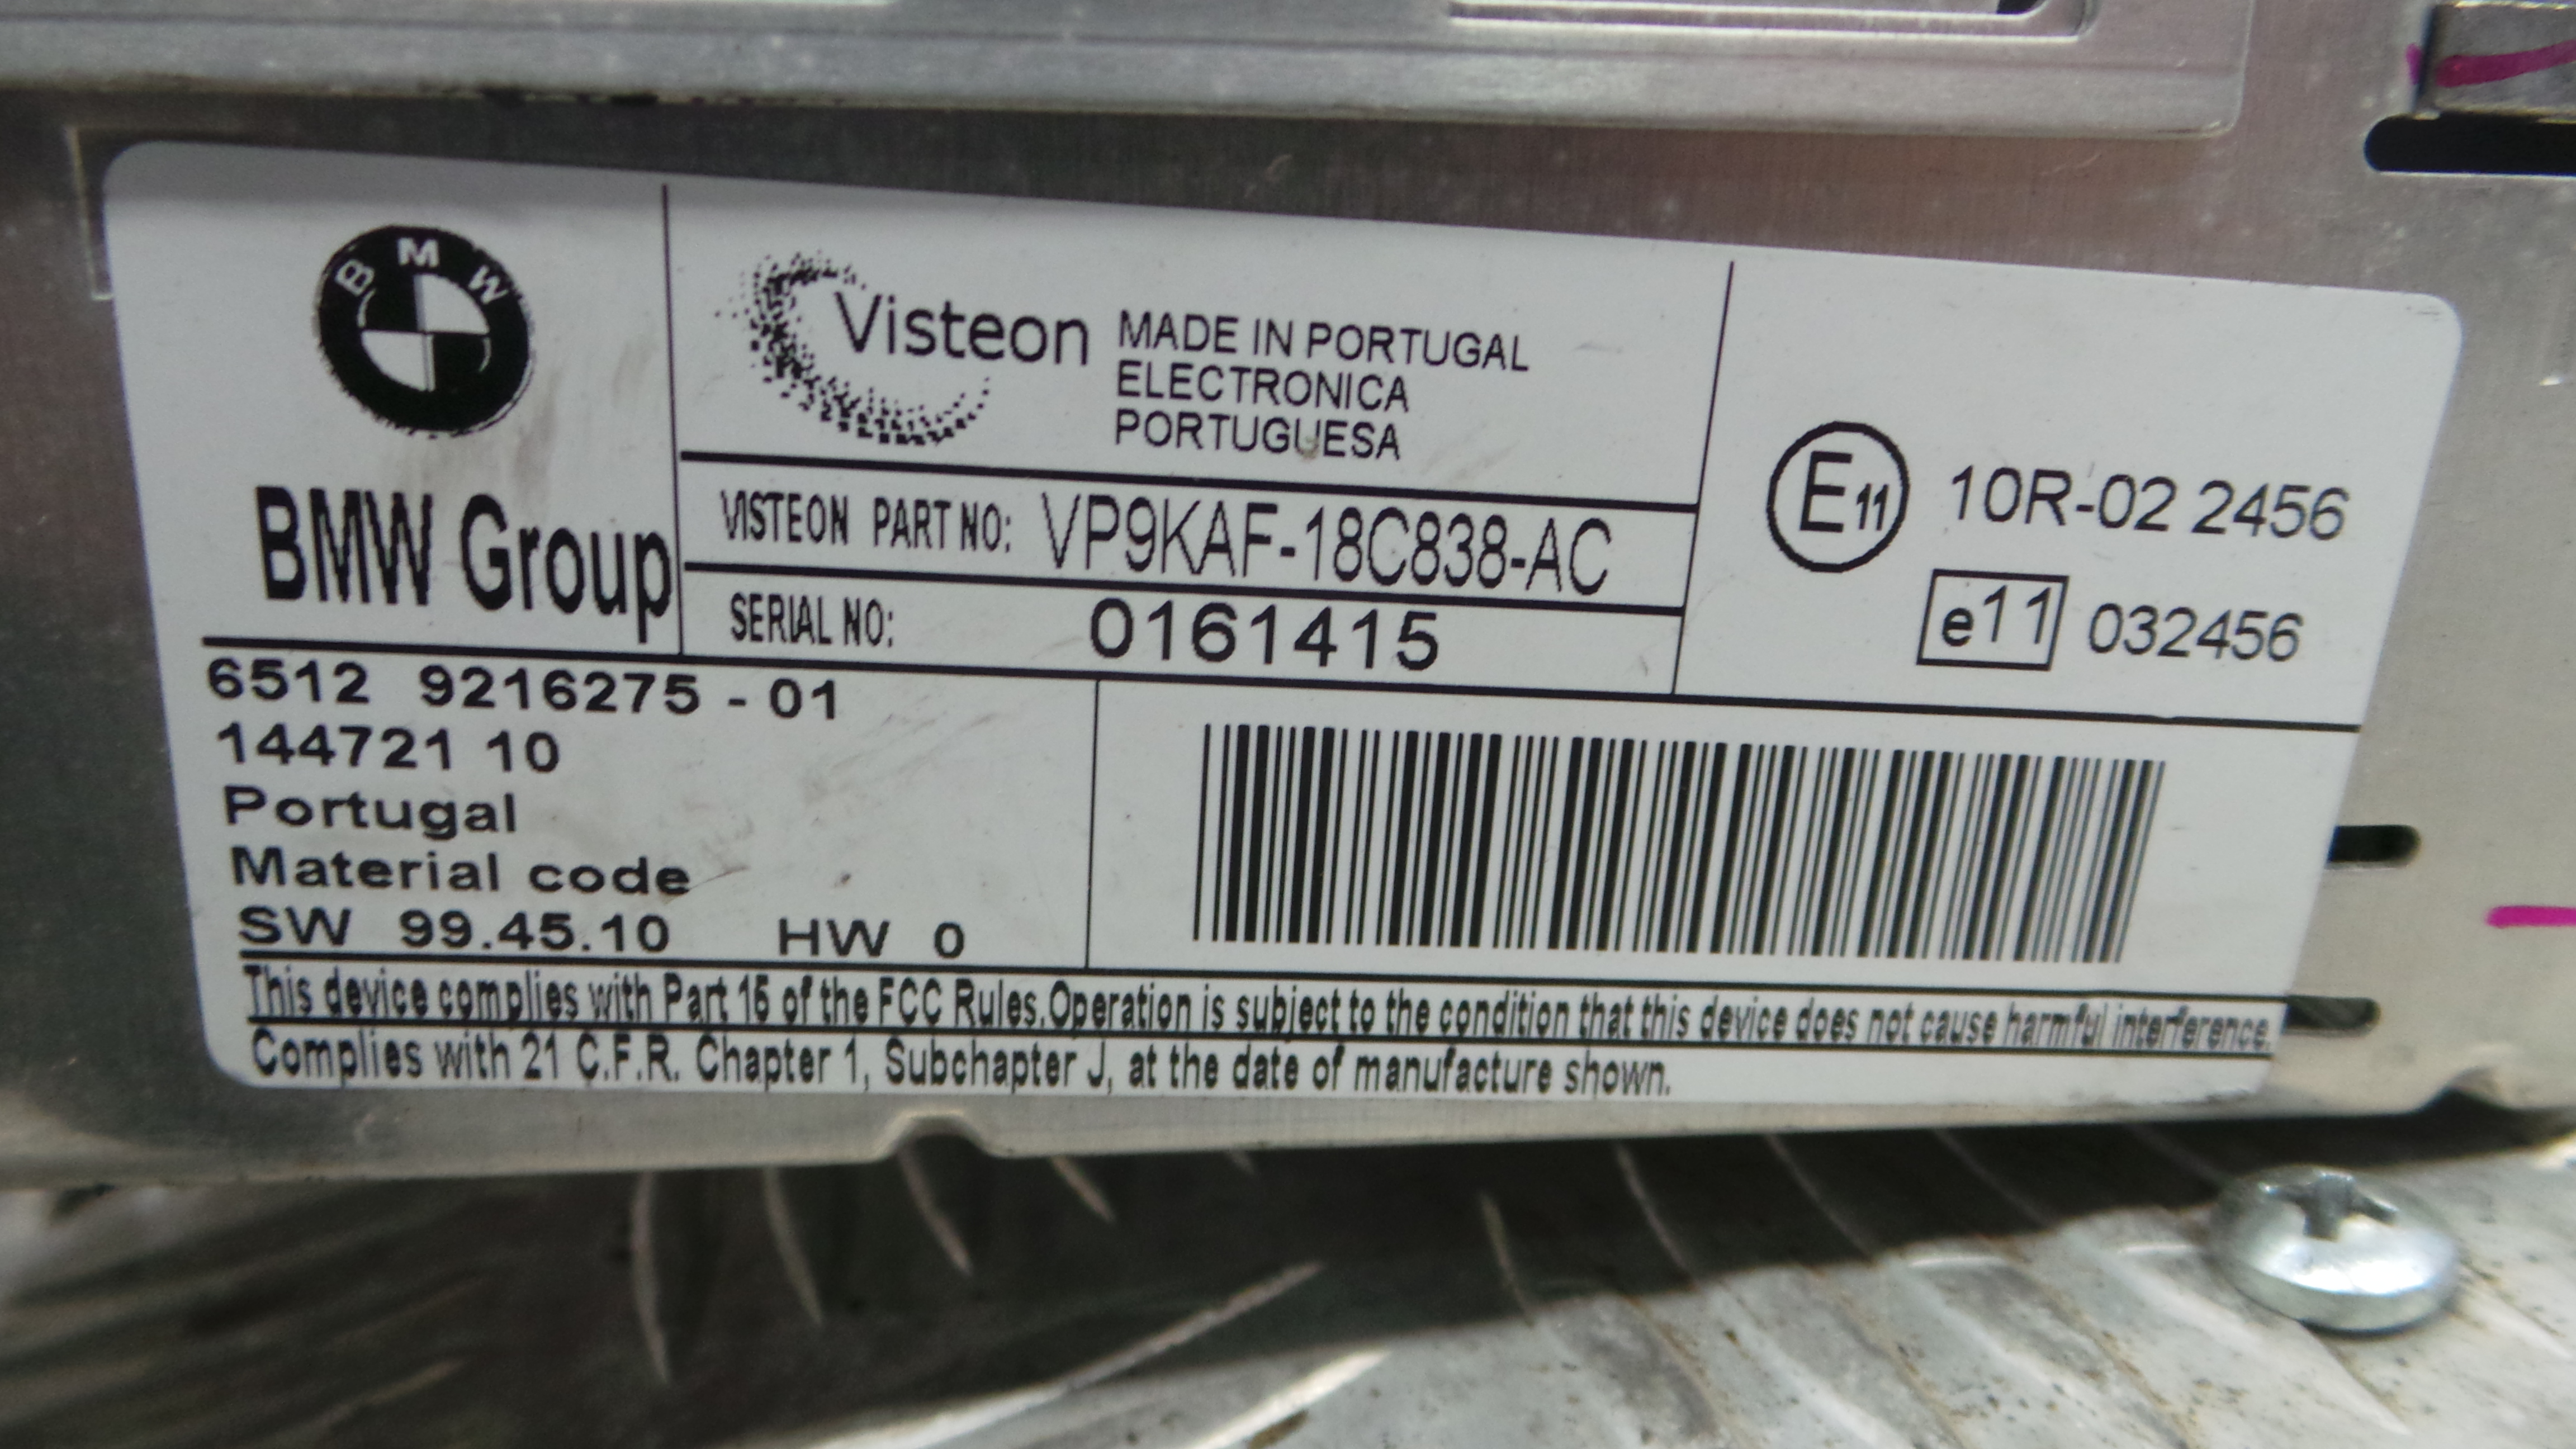 BMW
BMW Group
Visteon
MADE IN PORTUGAL
ELECTRONICA
PORTUGUESA
VISTEON PART NO: VP9KAF-18C838-AC
SERIAL NO: 0161415
E11 10R-02 2456
e11 032456
6512 9216275 - 01
144721 10
Portugal
Material code
SW 99.45.10 HW 0
This device complies with Part 15 of the FCC Rules.Operation is subject to the condition that this device does not cause harmful interference.
Complies with 21 C.F.R. Chapter 1, Subchapter J, at the date of manufacture shown.